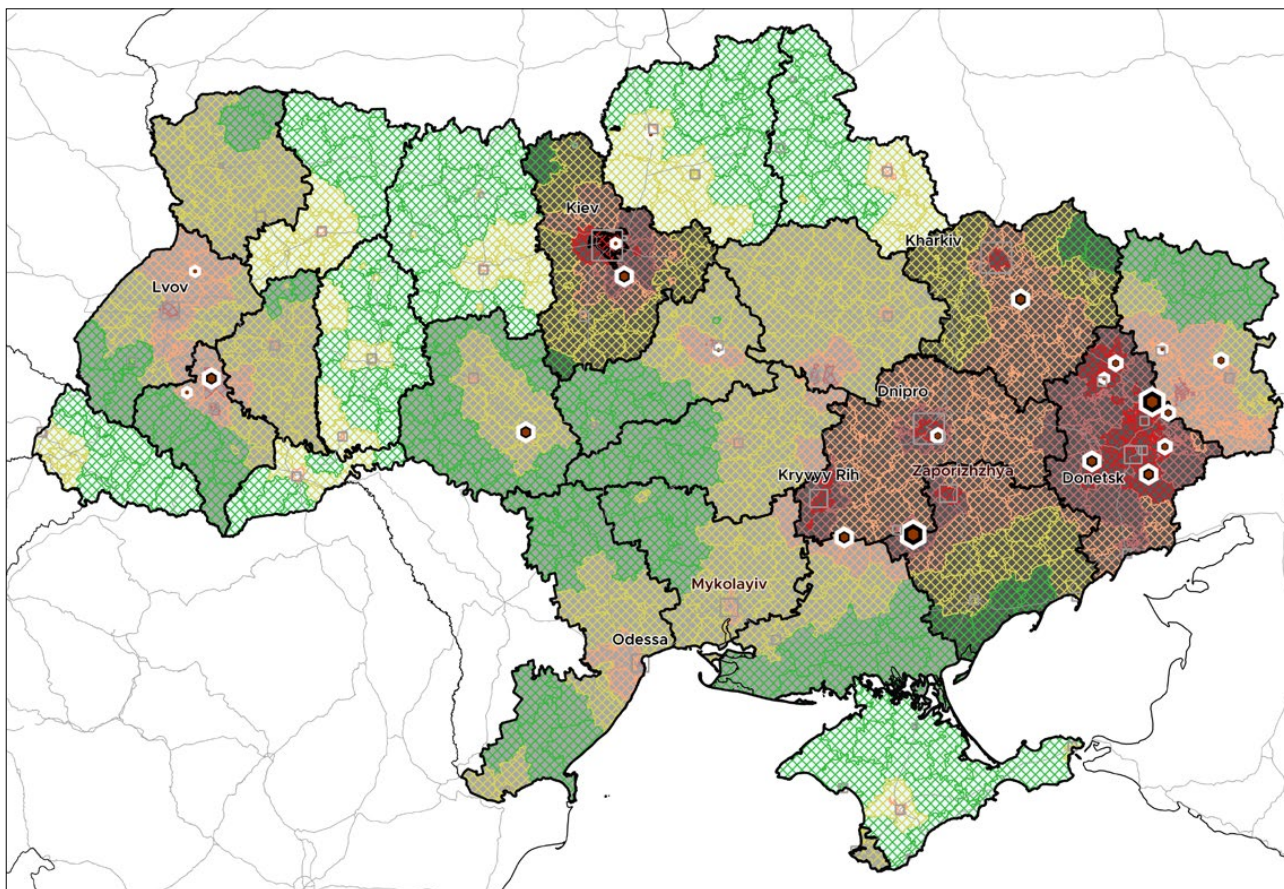 Kiev
Kharkiv
Lvov
Dnipro
Kryvyy Rih
Zaporizhzhya
Donetsk
Mykolayiv
Odessa